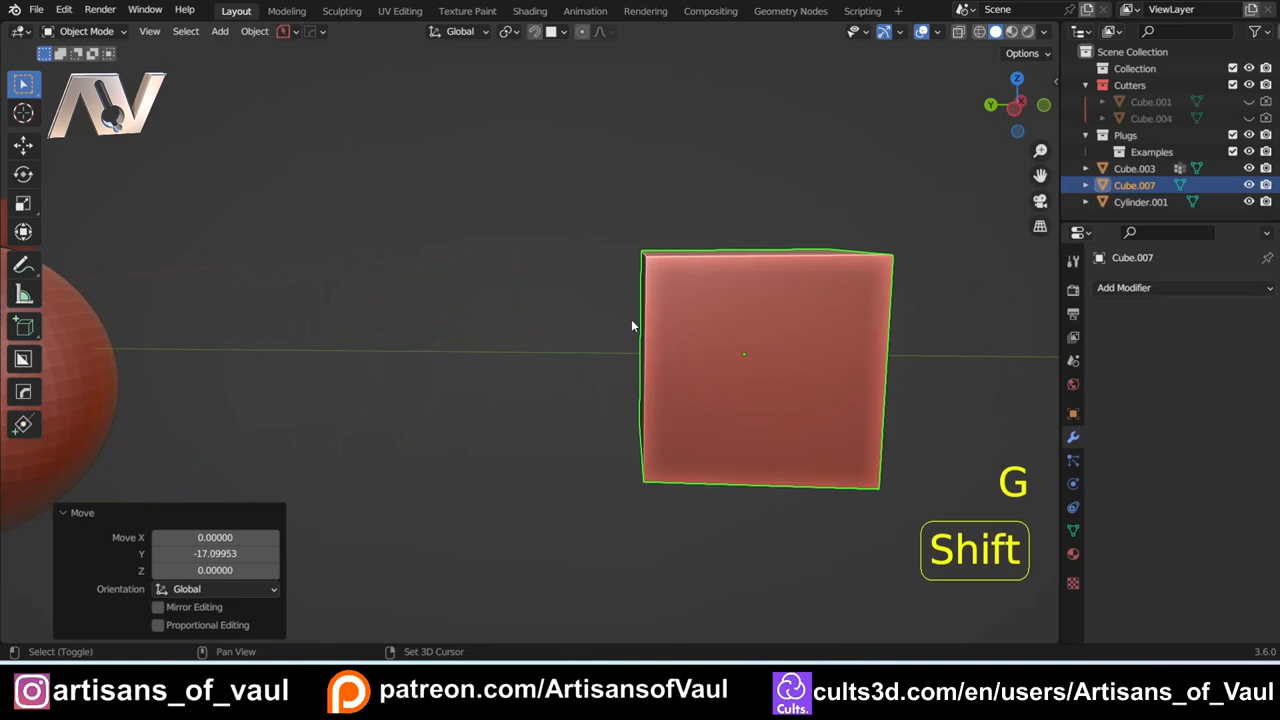 File Edit Render Window Help Layout Modeling Sculpting UV Editing Texture Paint Shading Animation Rendering Compositing Geometry Nodes Scripting + Scene ViewLayer
Object Mode View Select Add Object Global
Options
Scene Collection
Collection
Cutters
Cube.001
Cube.004
Plugs
Examples
Cube.003
Cube.007
Cylinder.001
Z
Y
X
AV
Cube.007
Add Modifier
G
Shift
Move
Move X 0.00000
Y -17.09953
Z 0.00000
Orientation Global
Mirror Editing
Proportional Editing
Select (Toggle) Pan View Set 3D Cursor 3.6.0
artisans_of_vaul patreon.com/ArtisansofVaul Cults. cults3d.com/en/users/Artisans_of_Vaul